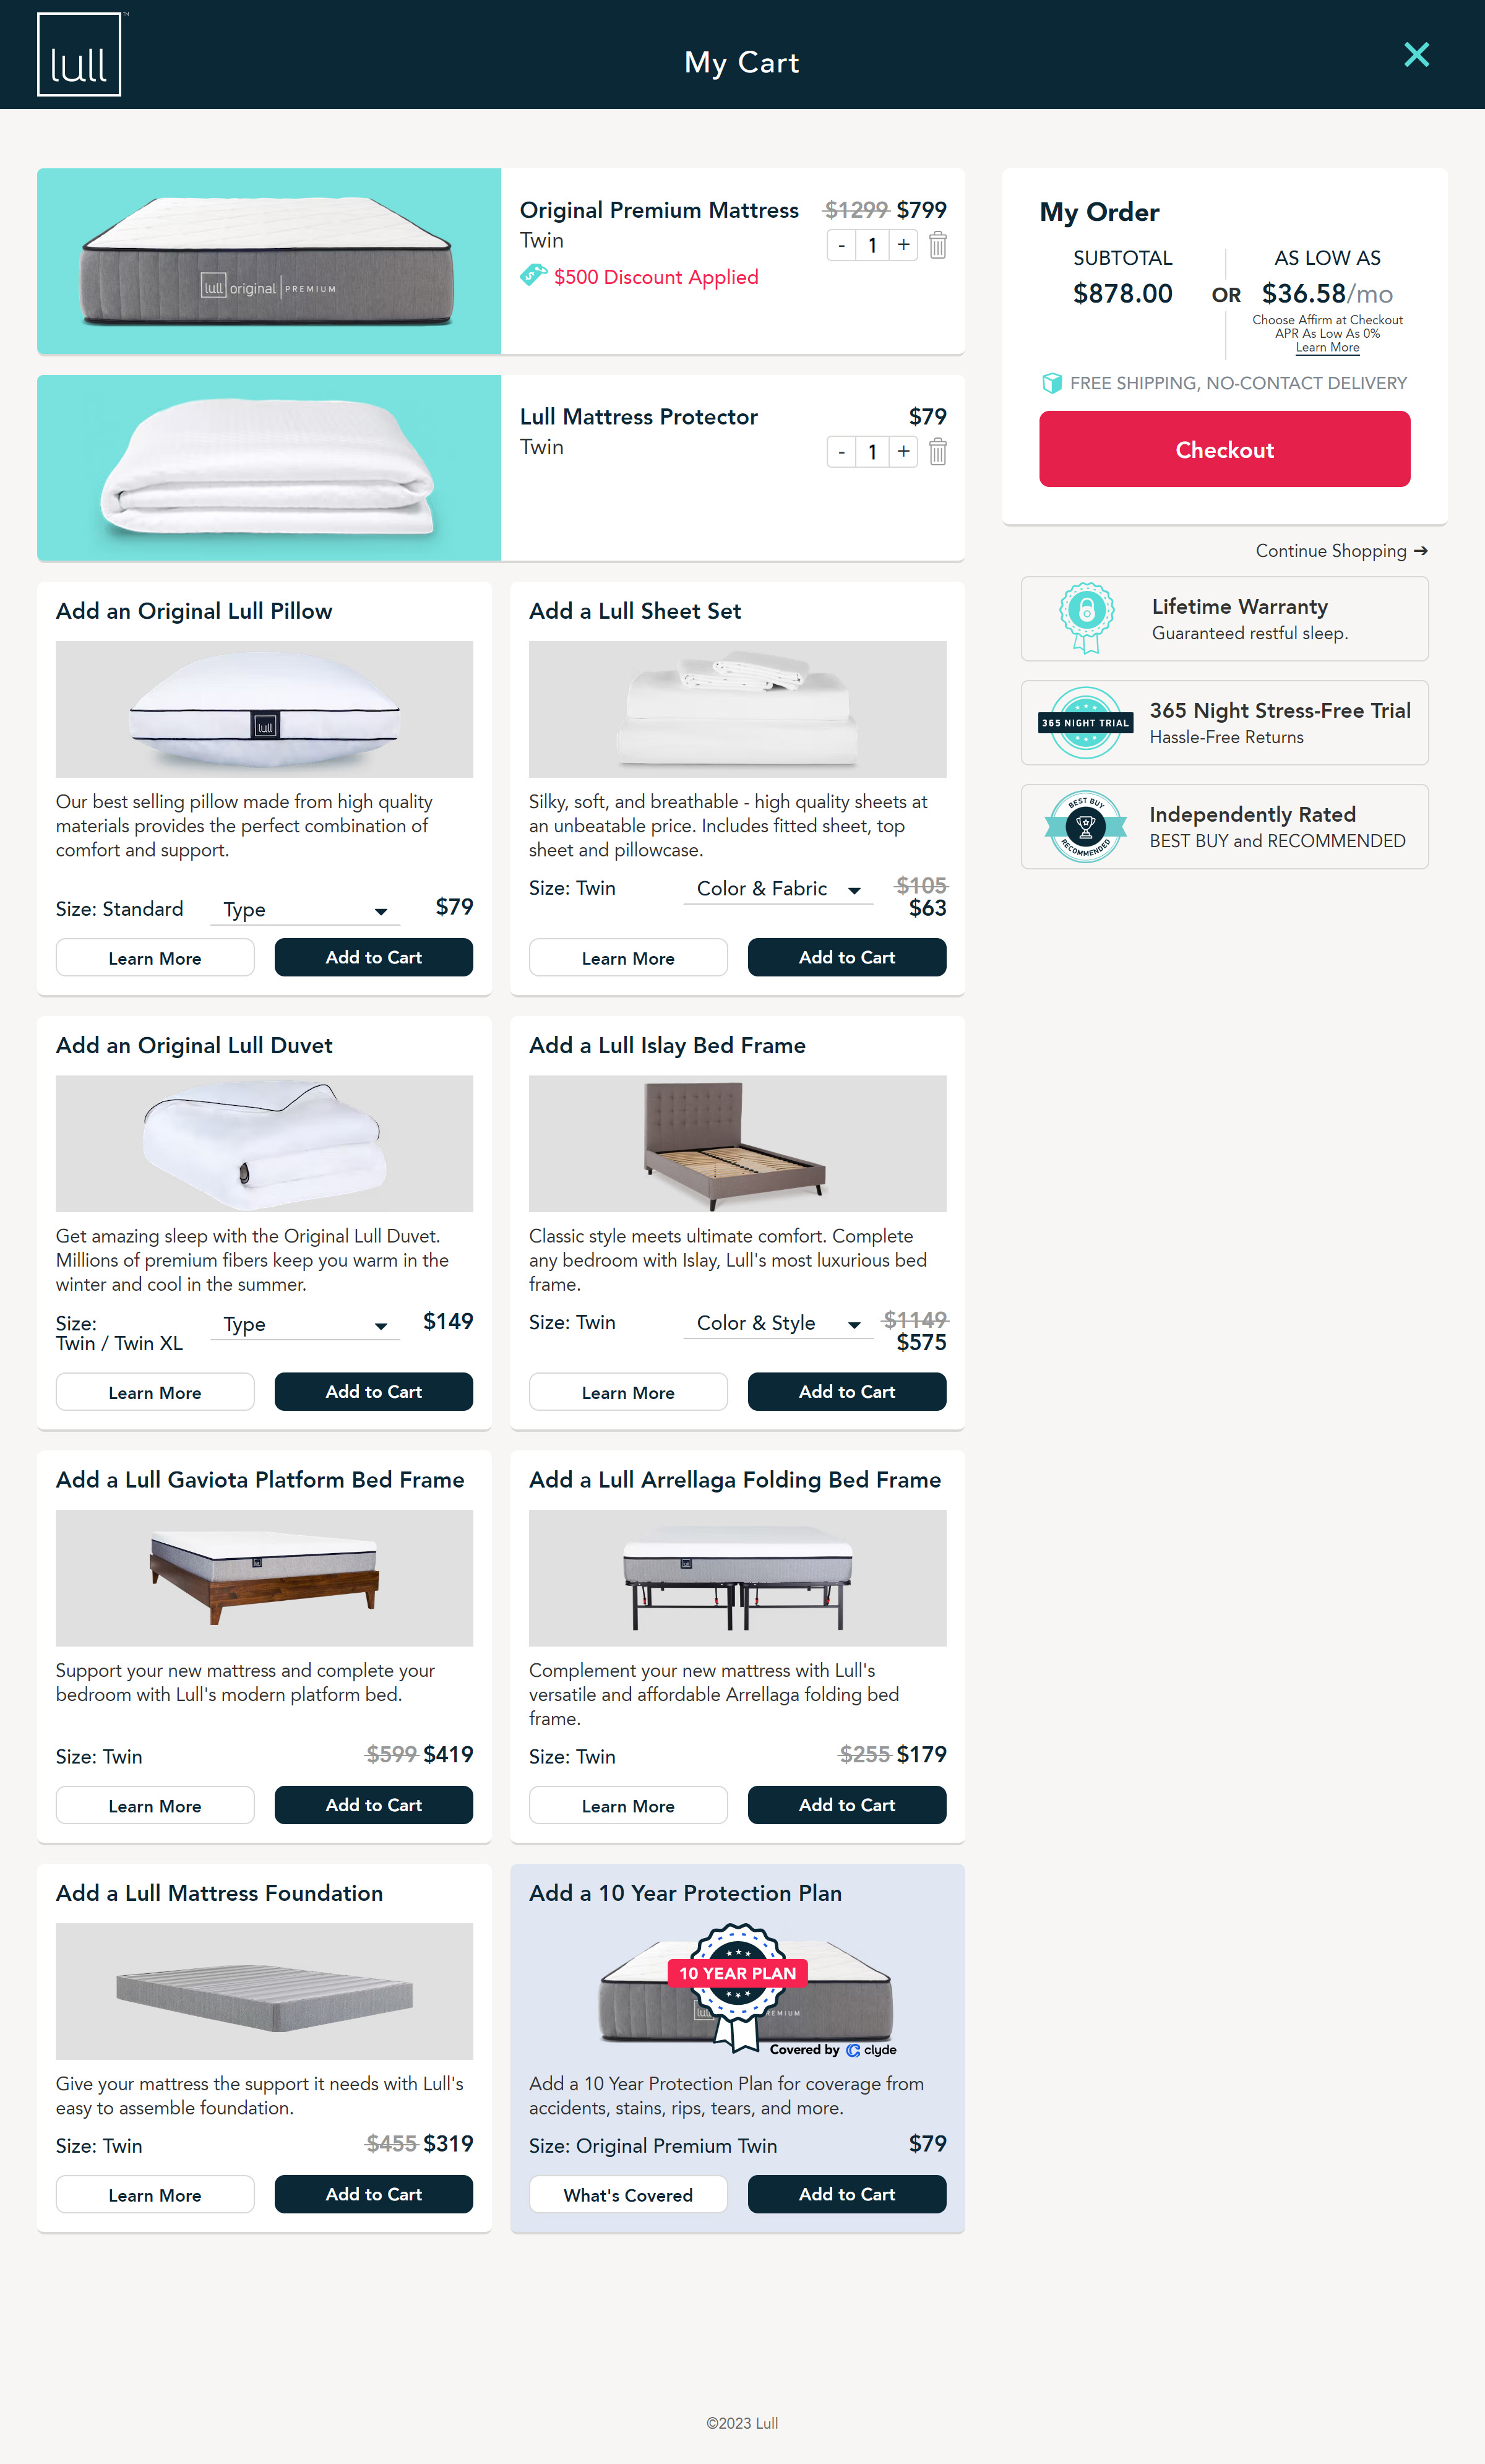 lull TM
My Cart
lull original PREMIUM
Original Premium Mattress $1299 $799
Twin - 1 +
$500 Discount Applied
Lull Mattress Protector $79
Twin - 1 +
My Order
SUBTOTAL AS LOW AS
$878.00 OR $36.58/mo
Choose Affirm at Checkout
APR As Low As 0%
Learn More
FREE SHIPPING, NO-CONTACT DELIVERY
Checkout
Continue Shopping ➔
Lifetime Warranty
Guaranteed restful sleep.
365 NIGHT TRIAL
365 Night Stress-Free Trial
Hassle-Free Returns
BEST BUY
RECOMMENDED
Independently Rated
BEST BUY and RECOMMENDED
Add an Original Lull Pillow
lull
Our best selling pillow made from high quality
materials provides the perfect combination of
comfort and support.
Size: Standard Type $79
Learn More Add to Cart
Add a Lull Sheet Set
Silky, soft, and breathable - high quality sheets at
an unbeatable price. Includes fitted sheet, top
sheet and pillowcase.
Size: Twin Color & Fabric $105
$63
Learn More Add to Cart
Add an Original Lull Duvet
Get amazing sleep with the Original Lull Duvet.
Millions of premium fibers keep you warm in the
winter and cool in the summer.
Size:
Twin / Twin XL Type $149
Learn More Add to Cart
Add a Lull Islay Bed Frame
Classic style meets ultimate comfort. Complete
any bedroom with Islay, Lull's most luxurious bed
frame.
Size: Twin Color & Style $1149
$575
Learn More Add to Cart
Add a Lull Gaviota Platform Bed Frame
lull
Support your new mattress and complete your
bedroom with Lull's modern platform bed.
Size: Twin $599 $419
Learn More Add to Cart
Add a Lull Arrellaga Folding Bed Frame
lull
Complement your new mattress with Lull's
versatile and affordable Arrellaga folding bed
frame.
Size: Twin $255 $179
Learn More Add to Cart
Add a Lull Mattress Foundation
Give your mattress the support it needs with Lull's
easy to assemble foundation.
Size: Twin $455 $319
Learn More Add to Cart
Add a 10 Year Protection Plan
10 YEAR PLAN
lull REMIUM
Covered by clyde
Add a 10 Year Protection Plan for coverage from
accidents, stains, rips, tears, and more.
Size: Original Premium Twin $79
What's Covered Add to Cart
©2023 Lull